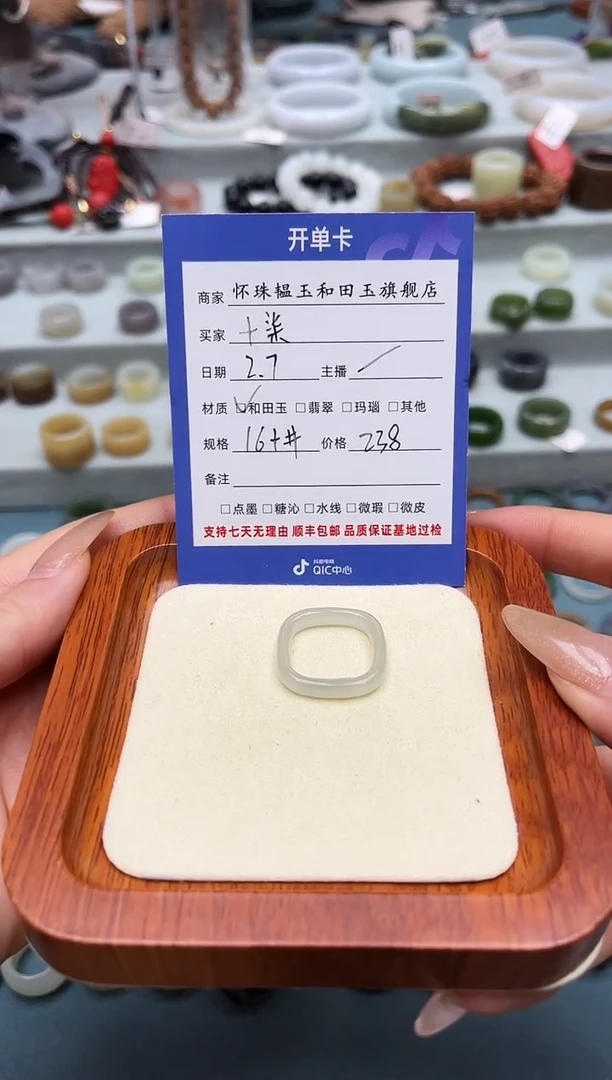 开单卡
商家 怀珠韫玉和田玉旗舰店
买家 十柒
日期 2.7 主播
材质 ☑和田玉 □翡翠 □玛瑙 □其他
规格 16+# 价格 238
备注
□点墨 □糖沁 □水线 □微瑕 □微皮
支持七天无理由 顺丰包邮 品质保证基地过检
抖音电商
QIC中心